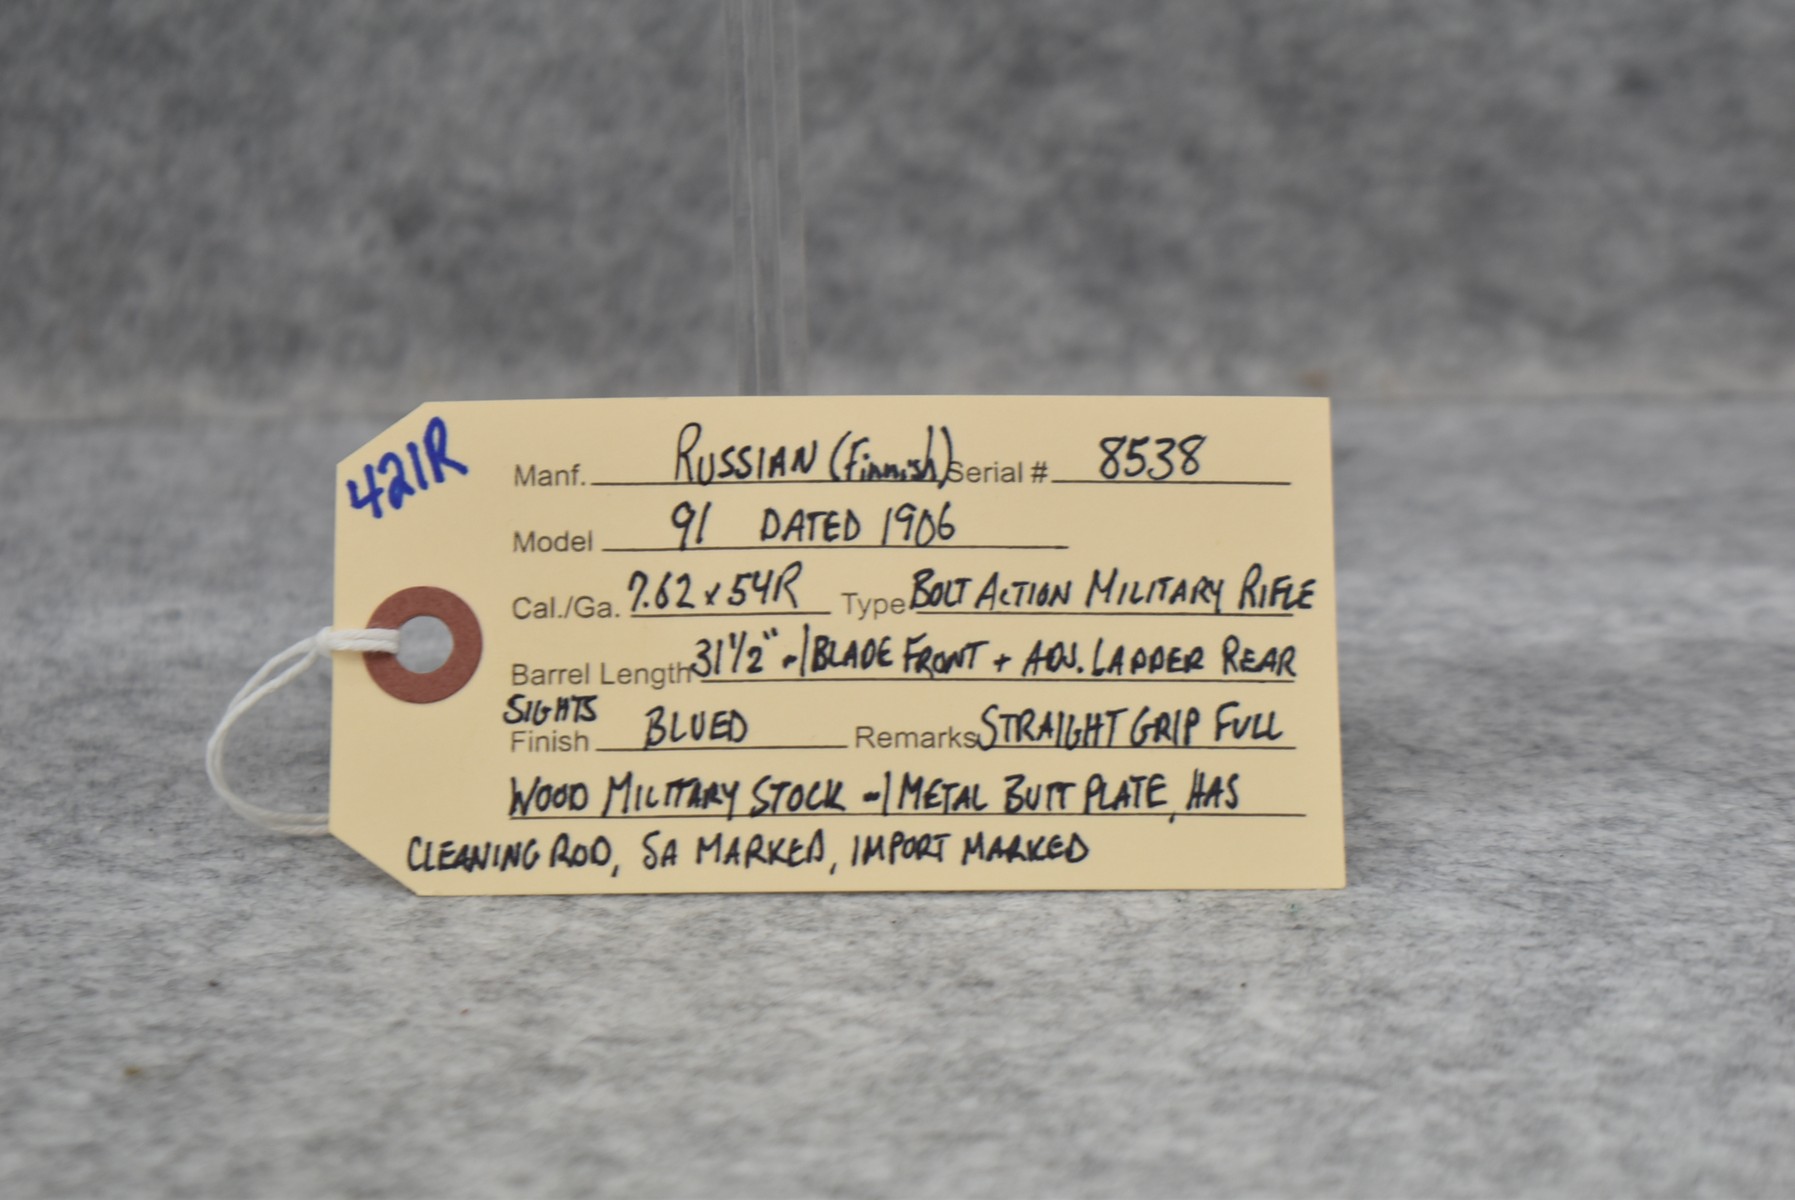 421R
Manf. RUSSIAN (Finnish) Serial # 8538
Model 91 DATED 1906
Cal./Ga. 7.62 x 54R Type BOLT ACTION MILITARY RIFLE
Barrel Length 31 1/2" w/ BLADE FRONT + ADJ. LADDER REAR
SIGHTS
Finish BLUED Remarks STRAIGHT GRIP FULL
WOOD MILITARY STOCK w/ METAL BUTT PLATE, HAS
CLEANING ROD, SA MARKED, IMPORT MARKED